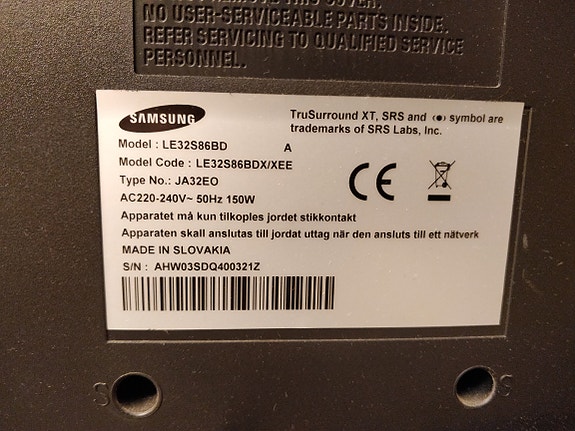 NO USER-SERVICEABLE PARTS INSIDE.
REFER SERVICING TO QUALIFIED SERVICE
PERSONNEL.
SAMSUNG
TruSurround XT, SRS and (●) symbol are
trademarks of SRS Labs, Inc.
Model : LE32S86BD A
Model Code : LE32S86BDX/XEE
Type No.: JA32EO
AC220-240V~ 50Hz 150W
Apparatet må kun tilkoples jordet stikkontakt
Apparaten skall anslutas till jordat uttag när den ansluts till ett nätverk
MADE IN SLOVAKIA
S/N : AHW03SDQ400321Z
CE
S
S